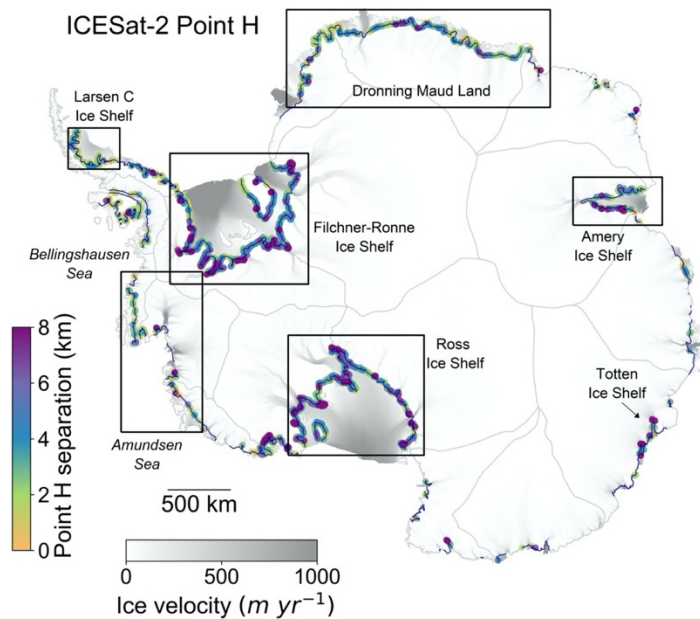 ICESat-2 Point H
Larsen C
Ice Shelf
Dronning Maud Land
Filchner-Ronne
Ice Shelf
Amery
Ice Shelf
Bellingshausen
Sea
Ross
Ice Shelf
Totten
Ice Shelf
Amundsen
Sea
8
6
4
2
0
Point H separation (km)
500 km
0
500
1000
Ice velocity (m yr⁻¹)